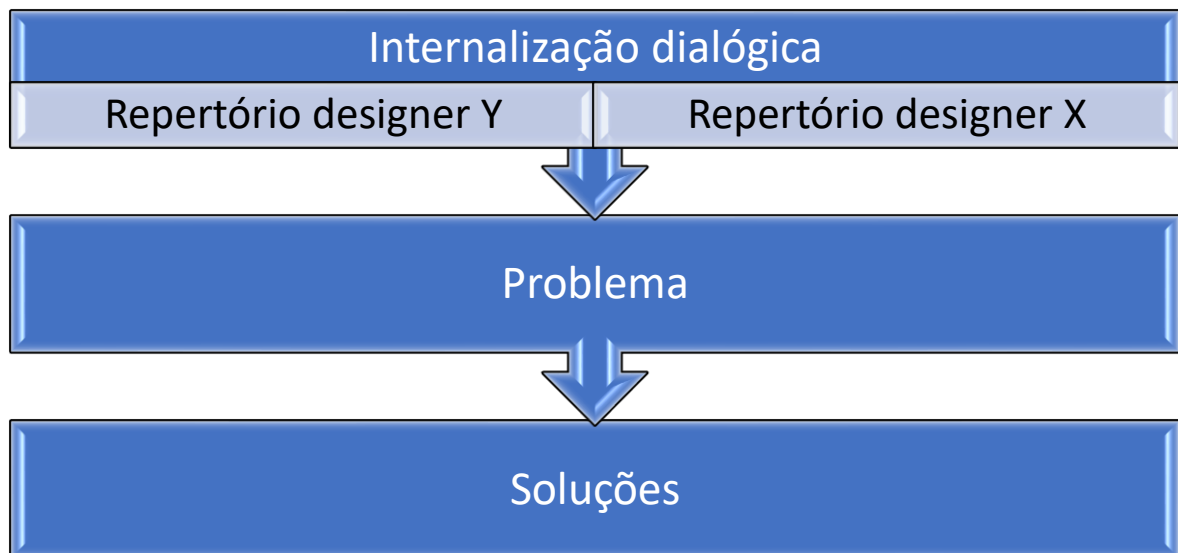 Internalização dialógica
Repertório designer Y
Repertório designer X
Problema
Soluções